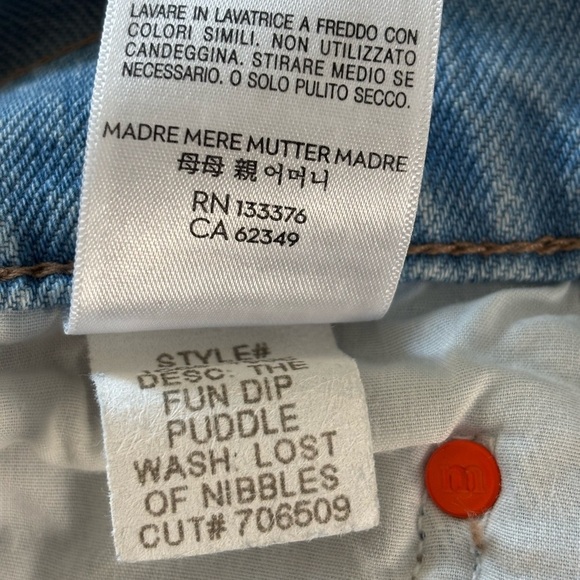 LAVARE IN LAVATRICE A FREDDO CON
COLORI SIMILI. NON UTILIZZATO
CANDEGGINA. STIRARE MEDIO SE
NECESSARIO. O SOLO PULITO SECCO.
MADRE MERE MUTTER MADRE
母母 親 어머니
RN 133376
CA 62349
STYLE#
DESC: THE
FUN DIP
PUDDLE
WASH: LOST
OF NIBBLES
CUT# 706509
m